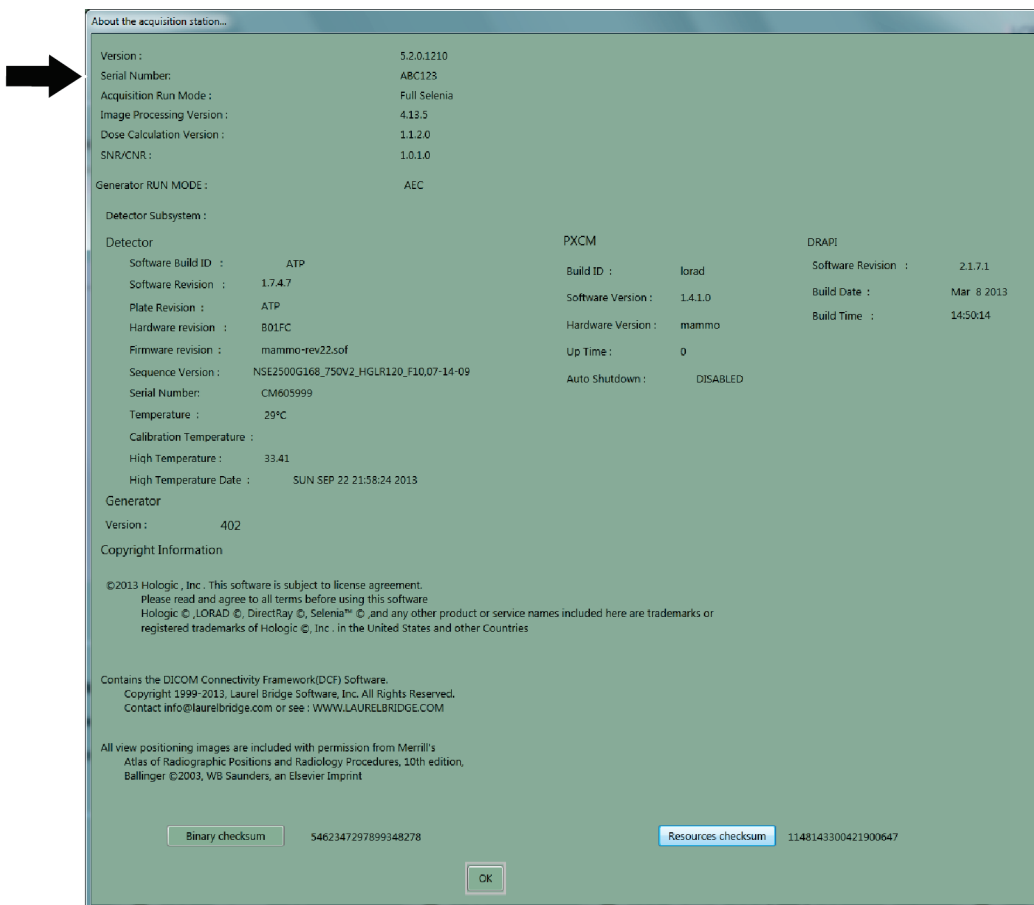 About the acquisition station...
Version : 5.2.0.1210
Serial Number: ABC123
Acquisition Run Mode : Full Selenia
Image Processing Version : 4.13.5
Dose Calculation Version : 1.1.2.0
SNR/CNR : 1.0.1.0
Generator RUN MODE : AEC
Detector Subsystem :
Detector
Software Build ID : ATP
Software Revision : 1.7.4.7
Plate Revision : ATP
Hardware revision : B01FC
Firmware revision : mammo-rev22.sof
Sequence Version : NSE2500G168_750V2_HGLR120_F10,07-14-09
Serial Number: CM605999
Temperature : 29°C
Calibration Temperature :
High Temperature : 33.41
High Temperature Date : SUN SEP 22 21:58:24 2013
PXCM
Build ID : lorad
Software Version : 1.4.1.0
Hardware Version : mammo
Up Time : 0
Auto Shutdown : DISABLED
DRAPI
Software Revision : 2.1.7.1
Build Date : Mar 8 2013
Build Time : 14:50:14
Generator
Version : 402
Copyright Information
©2013 Hologic , Inc . This software is subject to license agreement.
Please read and agree to all terms before using this software
Hologic © ,LORAD ©, DirectRay ©, Selenia™ © ,and any other product or service names included here are trademarks or
registered trademarks of Hologic ©, Inc . in the United States and other Countries
Contains the DICOM Connectivity Framework(DCF) Software.
Copyright 1999-2013, Laurel Bridge Software, Inc. All Rights Reserved.
Contact info@laurelbridge.com or see : WWW.LAURELBRIDGE.COM
All view positioning images are included with permission from Merrill's
Atlas of Radiographic Positions and Radiology Procedures, 10th edition,
Ballinger ©2003, WB Saunders, an Elsevier Imprint
Binary checksum 5462347297899348278
Resources checksum 1148143300421900647
OK